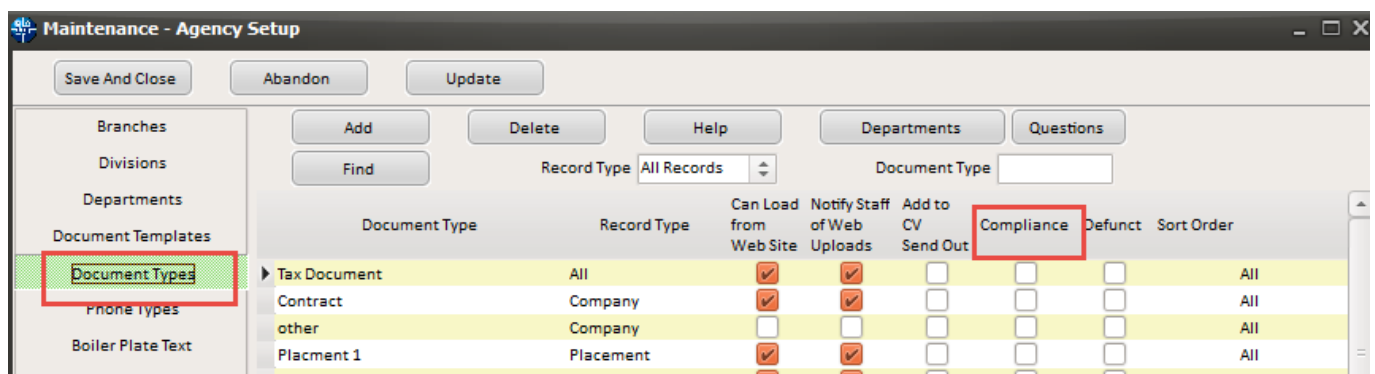 Maintenance - Agency Setup
Save And Close Abandon Update
Branches Add Delete Help Departments Questions
Divisions Find Record Type All Records Document Type
Departments
Document Templates
Document Types
Phone Types
Boiler Plate Text
Document Type Record Type Can Load from Web Site Notify Staff of Web Uploads Add to CV Send Out Compliance Defunct Sort Order
Tax Document All All
Contract Company All
other Company All
Placment 1 Placement All